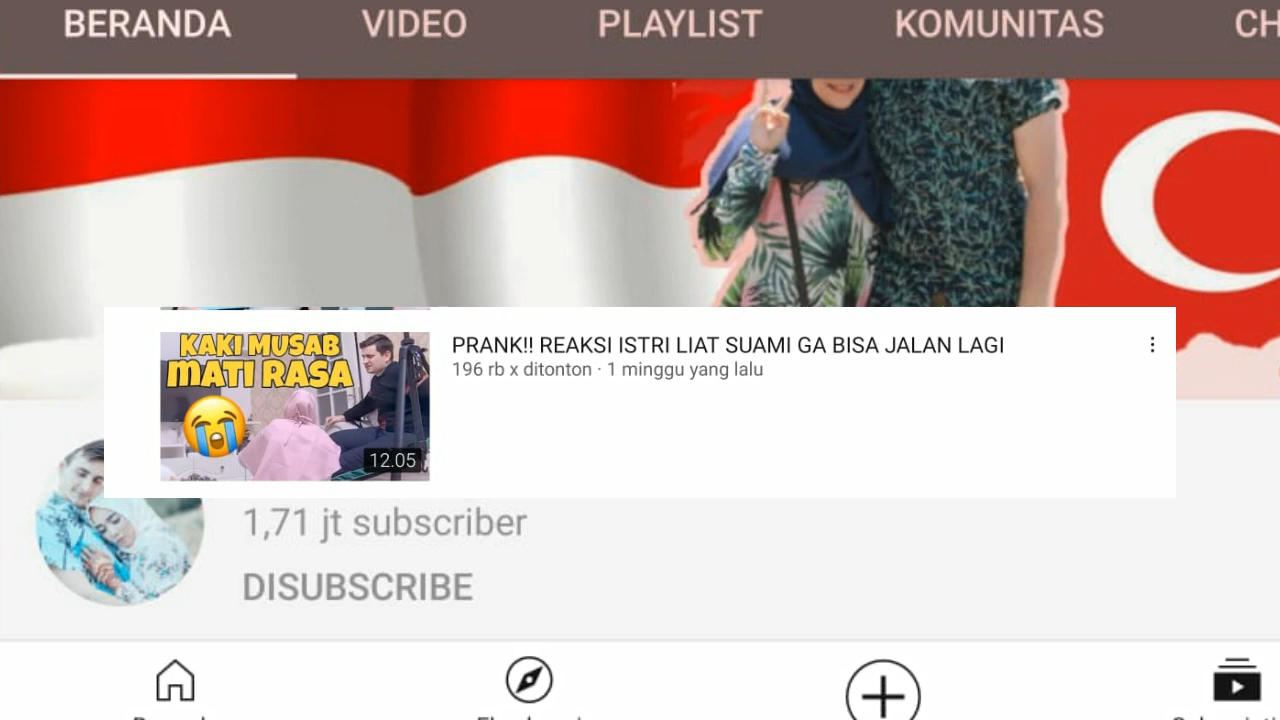 BERANDA VIDEO PLAYLIST KOMUNITAS CH
KAKI MUSAB
MATI RASA
12.05
PRANK!! REAKSI ISTRI LIAT SUAMI GA BISA JALAN LAGI
196 rb x ditonton · 1 minggu yang lalu
1,71 jt subscriber
DISUBSCRIBE